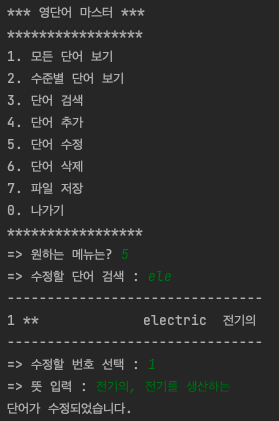 *** 영단어 마스터 ***
*****************
1. 모든 단어 보기
2. 수준별 단어 보기
3. 단어 검색
4. 단어 추가
5. 단어 수정
6. 단어 삭제
7. 파일 저장
0. 나가기
*****************
=> 원하는 메뉴는? 5
=> 수정할 단어 검색 : ele
--------------------------------
1 ** electric 전기의
--------------------------------
=> 수정할 번호 선택 : 1
=> 뜻 입력 : 전기의, 전기를 생산하는
단어가 수정되었습니다.